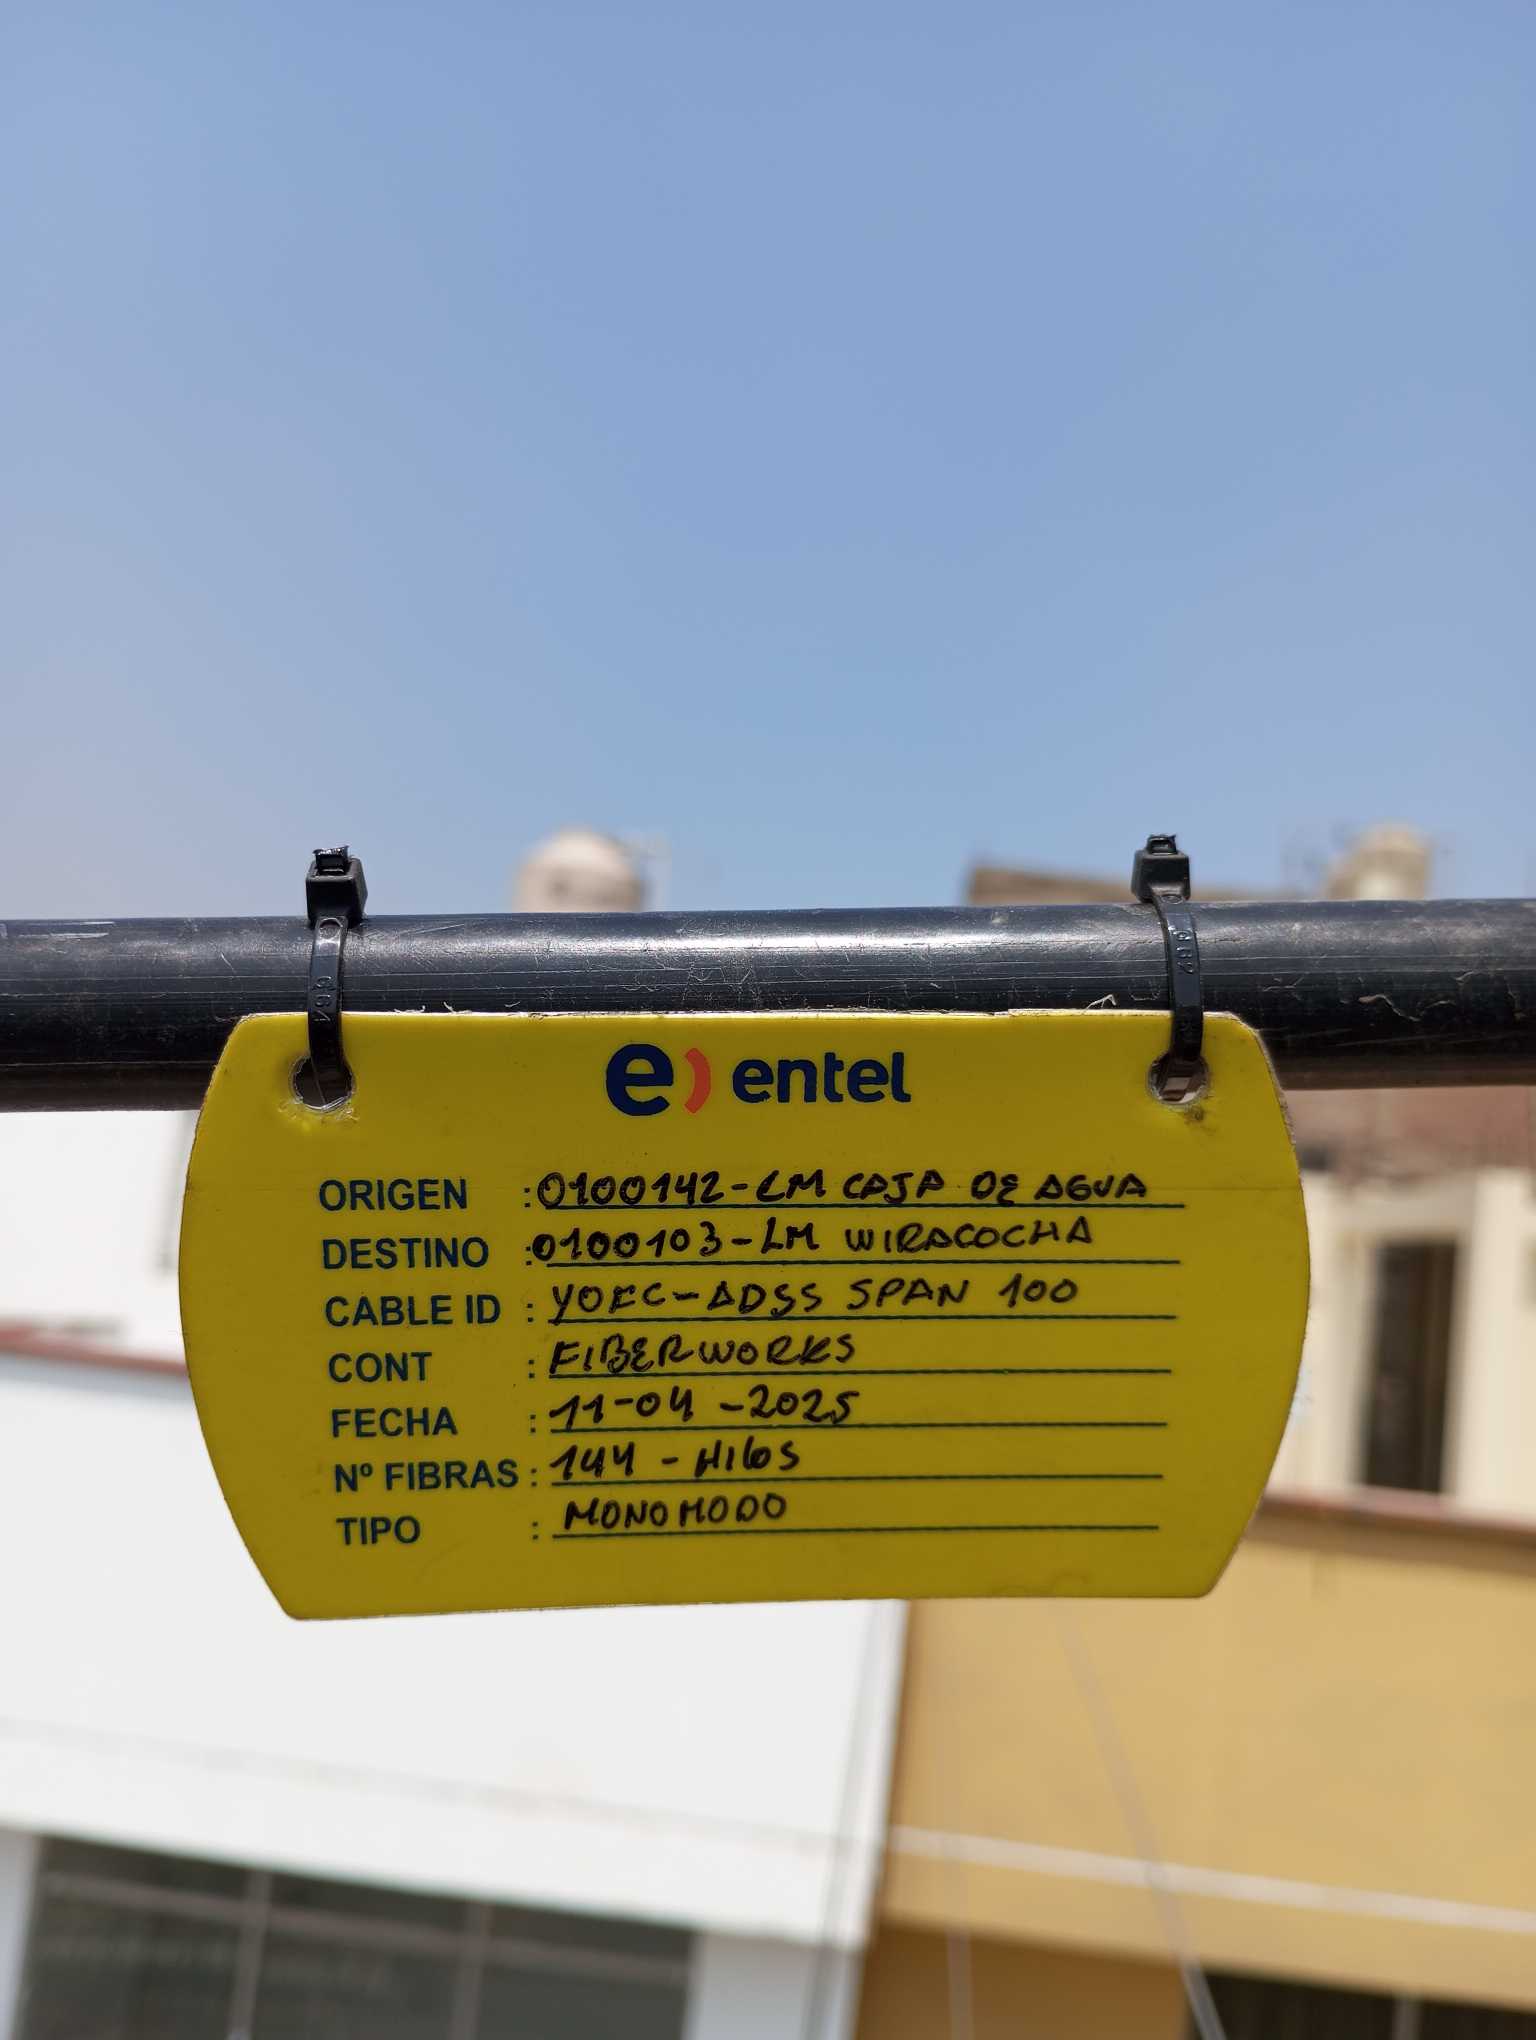 e) entel
ORIGEN : 0100142-LM CAJA DE AGUA
DESTINO : 0100103-LM WIRACOCHA
CABLE ID : YOFC-ADSS SPAN 100
CONT : FIBERWORKS
FECHA : 11-04-2025
Nº FIBRAS : 144 - HILOS
TIPO : MONOMODO